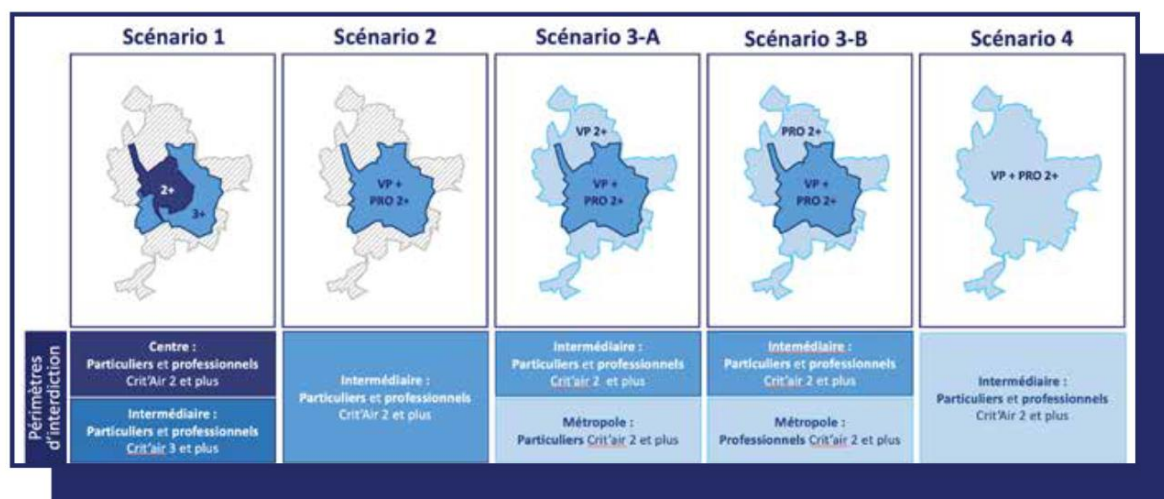 Scénario 1
Scénario 2
Scénario 3-A
Scénario 3-B
Scénario 4
2+
3+
VP +
PRO 2+
VP 2+
VP +
PRO 2+
PRO 2+
VP +
PRO 2+
VP + PRO 2+
Périmètres
d'interdiction
Centre :
Particuliers et professionnels
Crit'Air 2 et plus
Intermédiaire :
Particuliers et professionnels
Crit'air 3 et plus
Intermédiaire :
Particuliers et professionnels
Crit'Air 2 et plus
Intermédiaire :
Particuliers et professionnels
Crit'air 2 et plus
Métropole :
Particuliers Crit'air 2 et plus
Intemédiaire :
Particuliers et professionnels
Crit'air 2 et plus
Métropole :
Professionnels Crit'air 2 et plus
Intermédiaire :
Particuliers et professionnels
Crit'Air 2 et plus